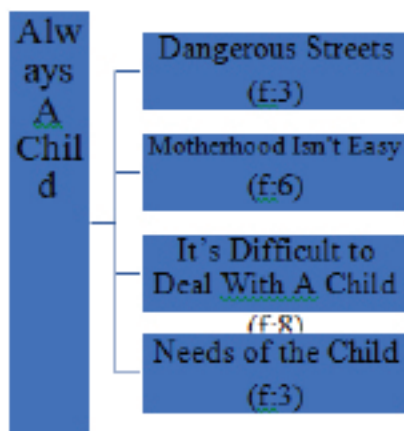 Alw
ays
A
Chil
d
Dangerous Streets
(f:3)
Motherhood Isn't Easy
(f:6)
It's Difficult to
Deal With A Child
(f:8)
Needs of the Child
(f:3)